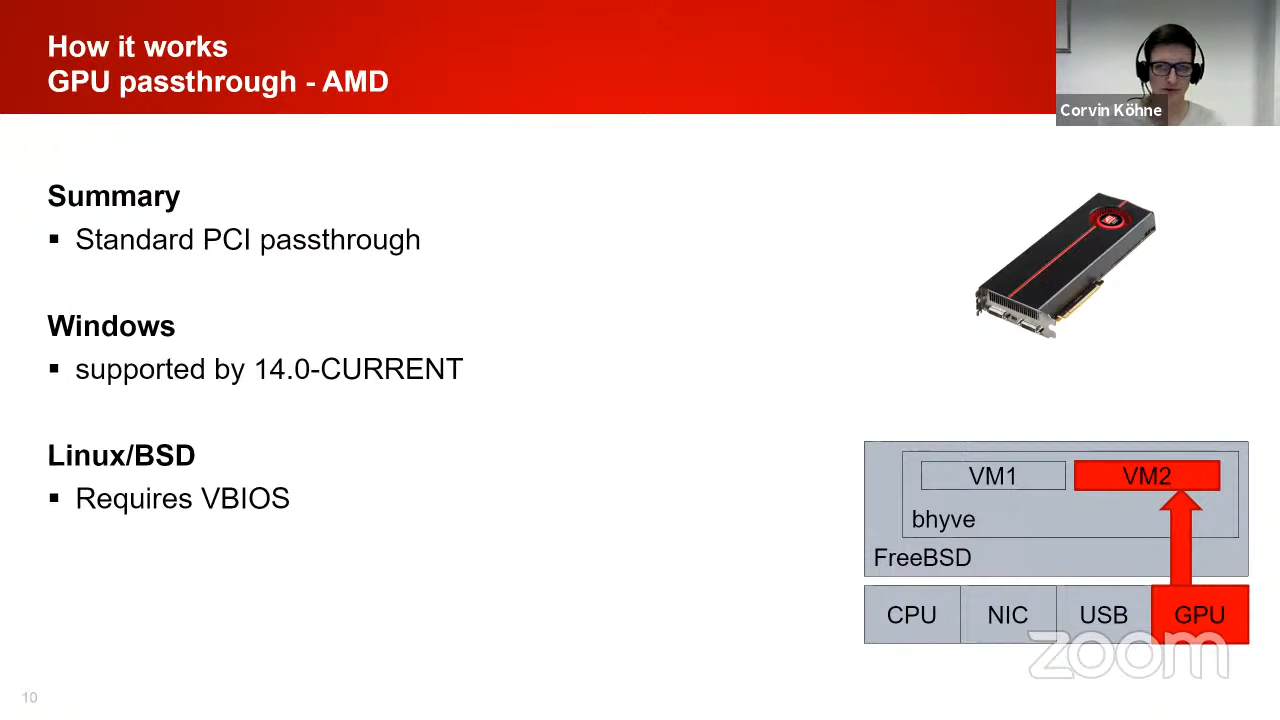 How it works
GPU passthrough - AMD
Corvin Köhne
Summary
▪ Standard PCI passthrough
Windows
▪ supported by 14.0-CURRENT
Linux/BSD
▪ Requires VBIOS
VM1 VM2
bhyve
FreeBSD
CPU NIC USB GPU
zoom
10